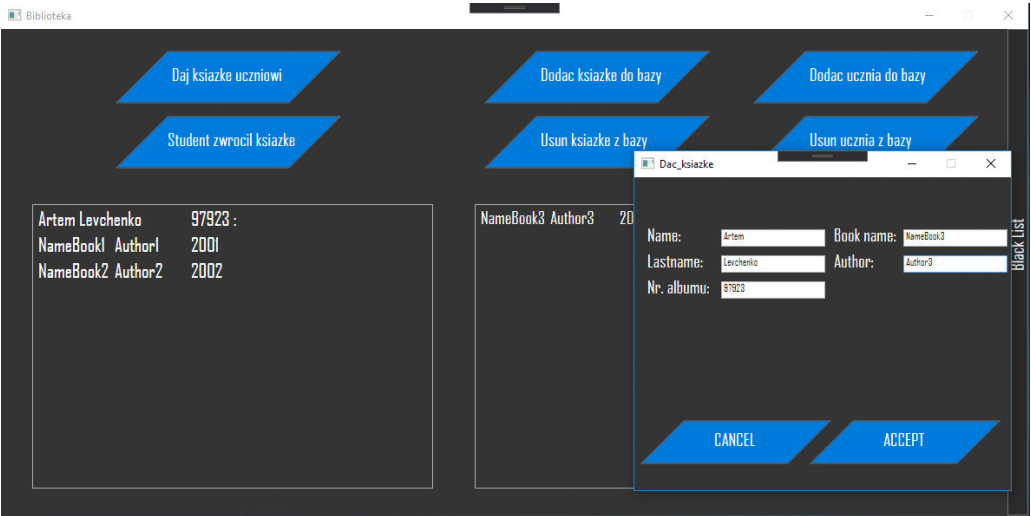 Biblioteka
Daj ksiazke uczniowi
Dodac ksiazke do bazy
Dodac ucznia do bazy
Student zwrocil ksiazke
Usun ksiazke z bazy
Usun ucznia z bazy
Artem Levchenko 97923 :
NameBook1 Author1 2001
NameBook2 Author2 2002
NameBook3 Author3 20
Dac_ksiazke
Name: Artem Book name: NameBook3
Lastname: Levchenko Author: Author3
Nr. albumu: 97923
CANCEL ACCEPT
Black List